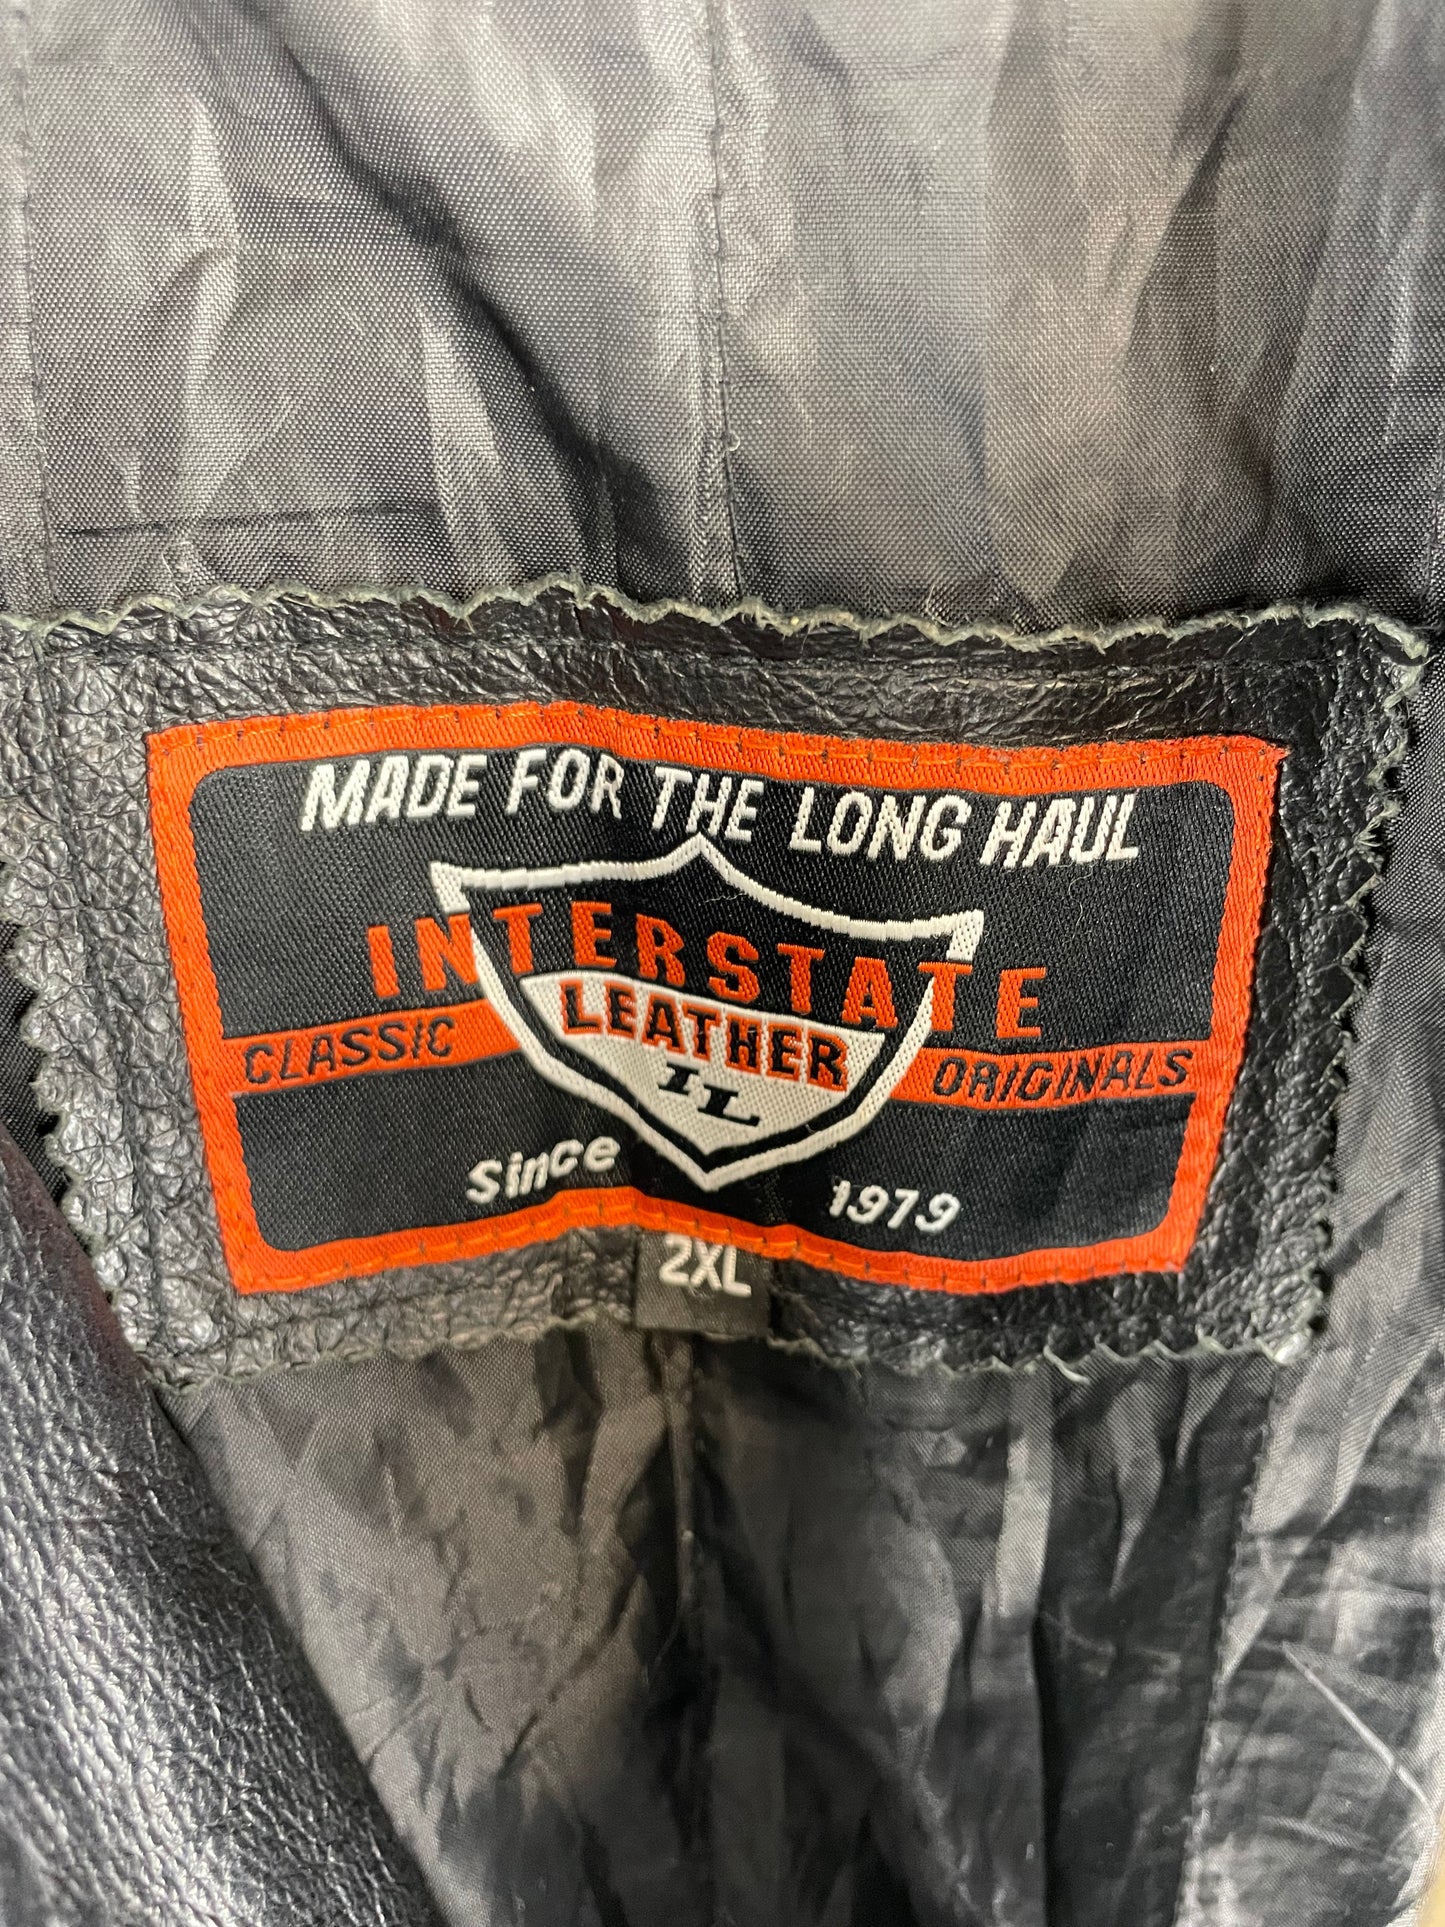 MADE FOR THE LONG HAUL
INTERSTATE
LEATHER
CLASSIC ORIGINALS
IL
Since 1979
2XL